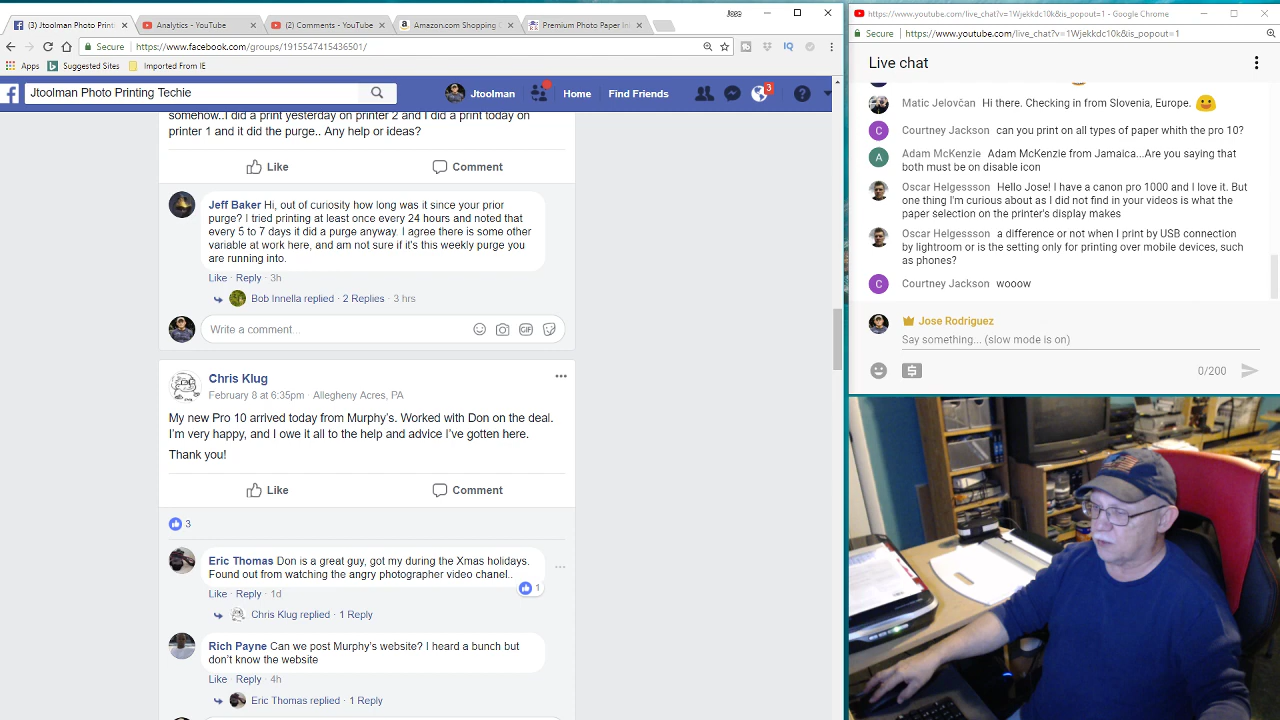 (3) Jtoolman Photo Print
Analytics - YouTube
(2) Comments - YouTube
Amazon.com Shopping
Premium Photo Paper In
Jose
Secure
https://www.facebook.com/groups/1915547415436501/
Apps
Suggested Sites
Imported From IE
Jtoolman Photo Printing Techie
Jtoolman
Home
Find Friends
3
somehow..I did a print yesterday on printer 2 and I did a print today on
printer 1 and it did the purge.. Any help or ideas?
Like
Comment
Jeff Baker Hi, out of curiosity how long was it since your prior
purge? I tried printing at least once every 24 hours and noted that
every 5 to 7 days it did a purge anyway. I agree there is some other
variable at work here, and am not sure if it's this weekly purge you
are running into.
Like · Reply · 3h
Bob Innella replied · 2 Replies · 3 hrs
Write a comment...
GIF
Chris Klug
February 8 at 6:35pm Allegheny Acres, PA
My new Pro 10 arrived today from Murphy's. Worked with Don on the deal.
I'm very happy, and I owe it all to the help and advice I've gotten here.
Thank you!
Like
Comment
3
Eric Thomas Don is a great guy, got my during the Xmas holidays.
Found out from watching the angry photographer video chanel..
1
Like · Reply · 1d
Chris Klug replied · 1 Reply
Rich Payne Can we post Murphy's website? I heard a bunch but
don't know the website
Like · Reply · 4h
Eric Thomas replied · 1 Reply
https://www.youtube.com/live_chat?v=1Wjekkdc10k&is_popout=1 - Google Chrome
Secure
https://www.youtube.com/live_chat?v=1Wjekkdc10k&is_popout=1
Live chat
Matic Jelovčan Hi there. Checking in from Slovenia, Europe.
C
Courtney Jackson can you print on all types of paper whith the pro 10?
A
Adam McKenzie Adam McKenzie from Jamaica...Are you saying that
both must be on disable icon
Oscar Helgessson Hello Jose! I have a canon pro 1000 and I love it. But
one thing I'm curious about as I did not find in your videos is what the
paper selection on the printer's display makes
Oscar Helgessson a difference or not when I print by USB connection
by lightroom or is the setting only for printing over mobile devices, such
as phones?
C
Courtney Jackson wooow
Jose Rodriguez
Say something... (slow mode is on)
0/200